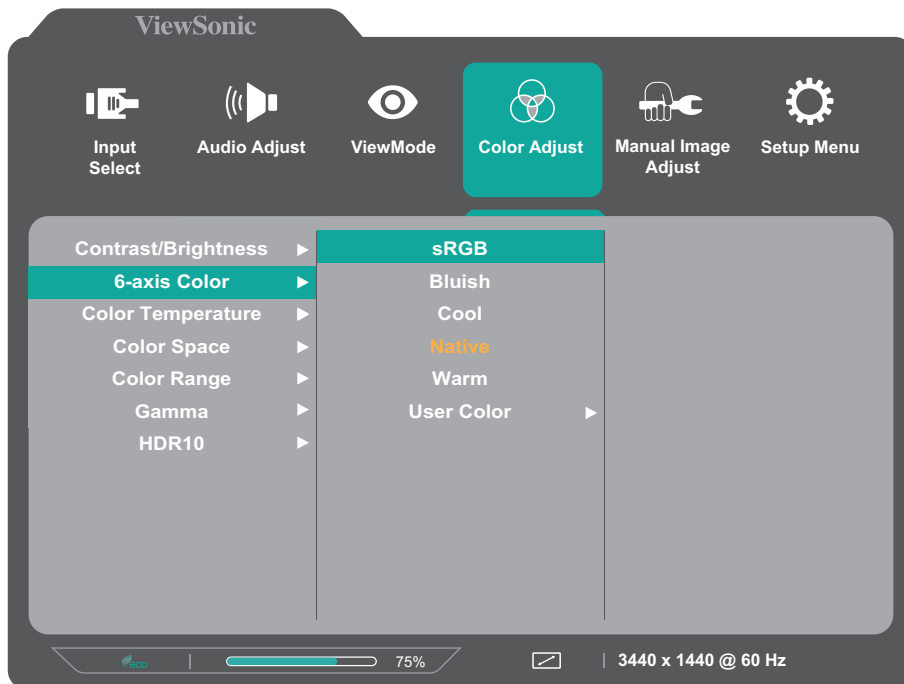 ViewSonic
Input
Select
Audio Adjust
ViewMode
Color Adjust
Manual Image
Adjust
Setup Menu
Contrast/Brightness
6-axis Color
Color Temperature
Color Space
Color Range
Gamma
HDR10
sRGB
Bluish
Cool
Native
Warm
User Color
eco
75%
3440 x 1440 @ 60 Hz